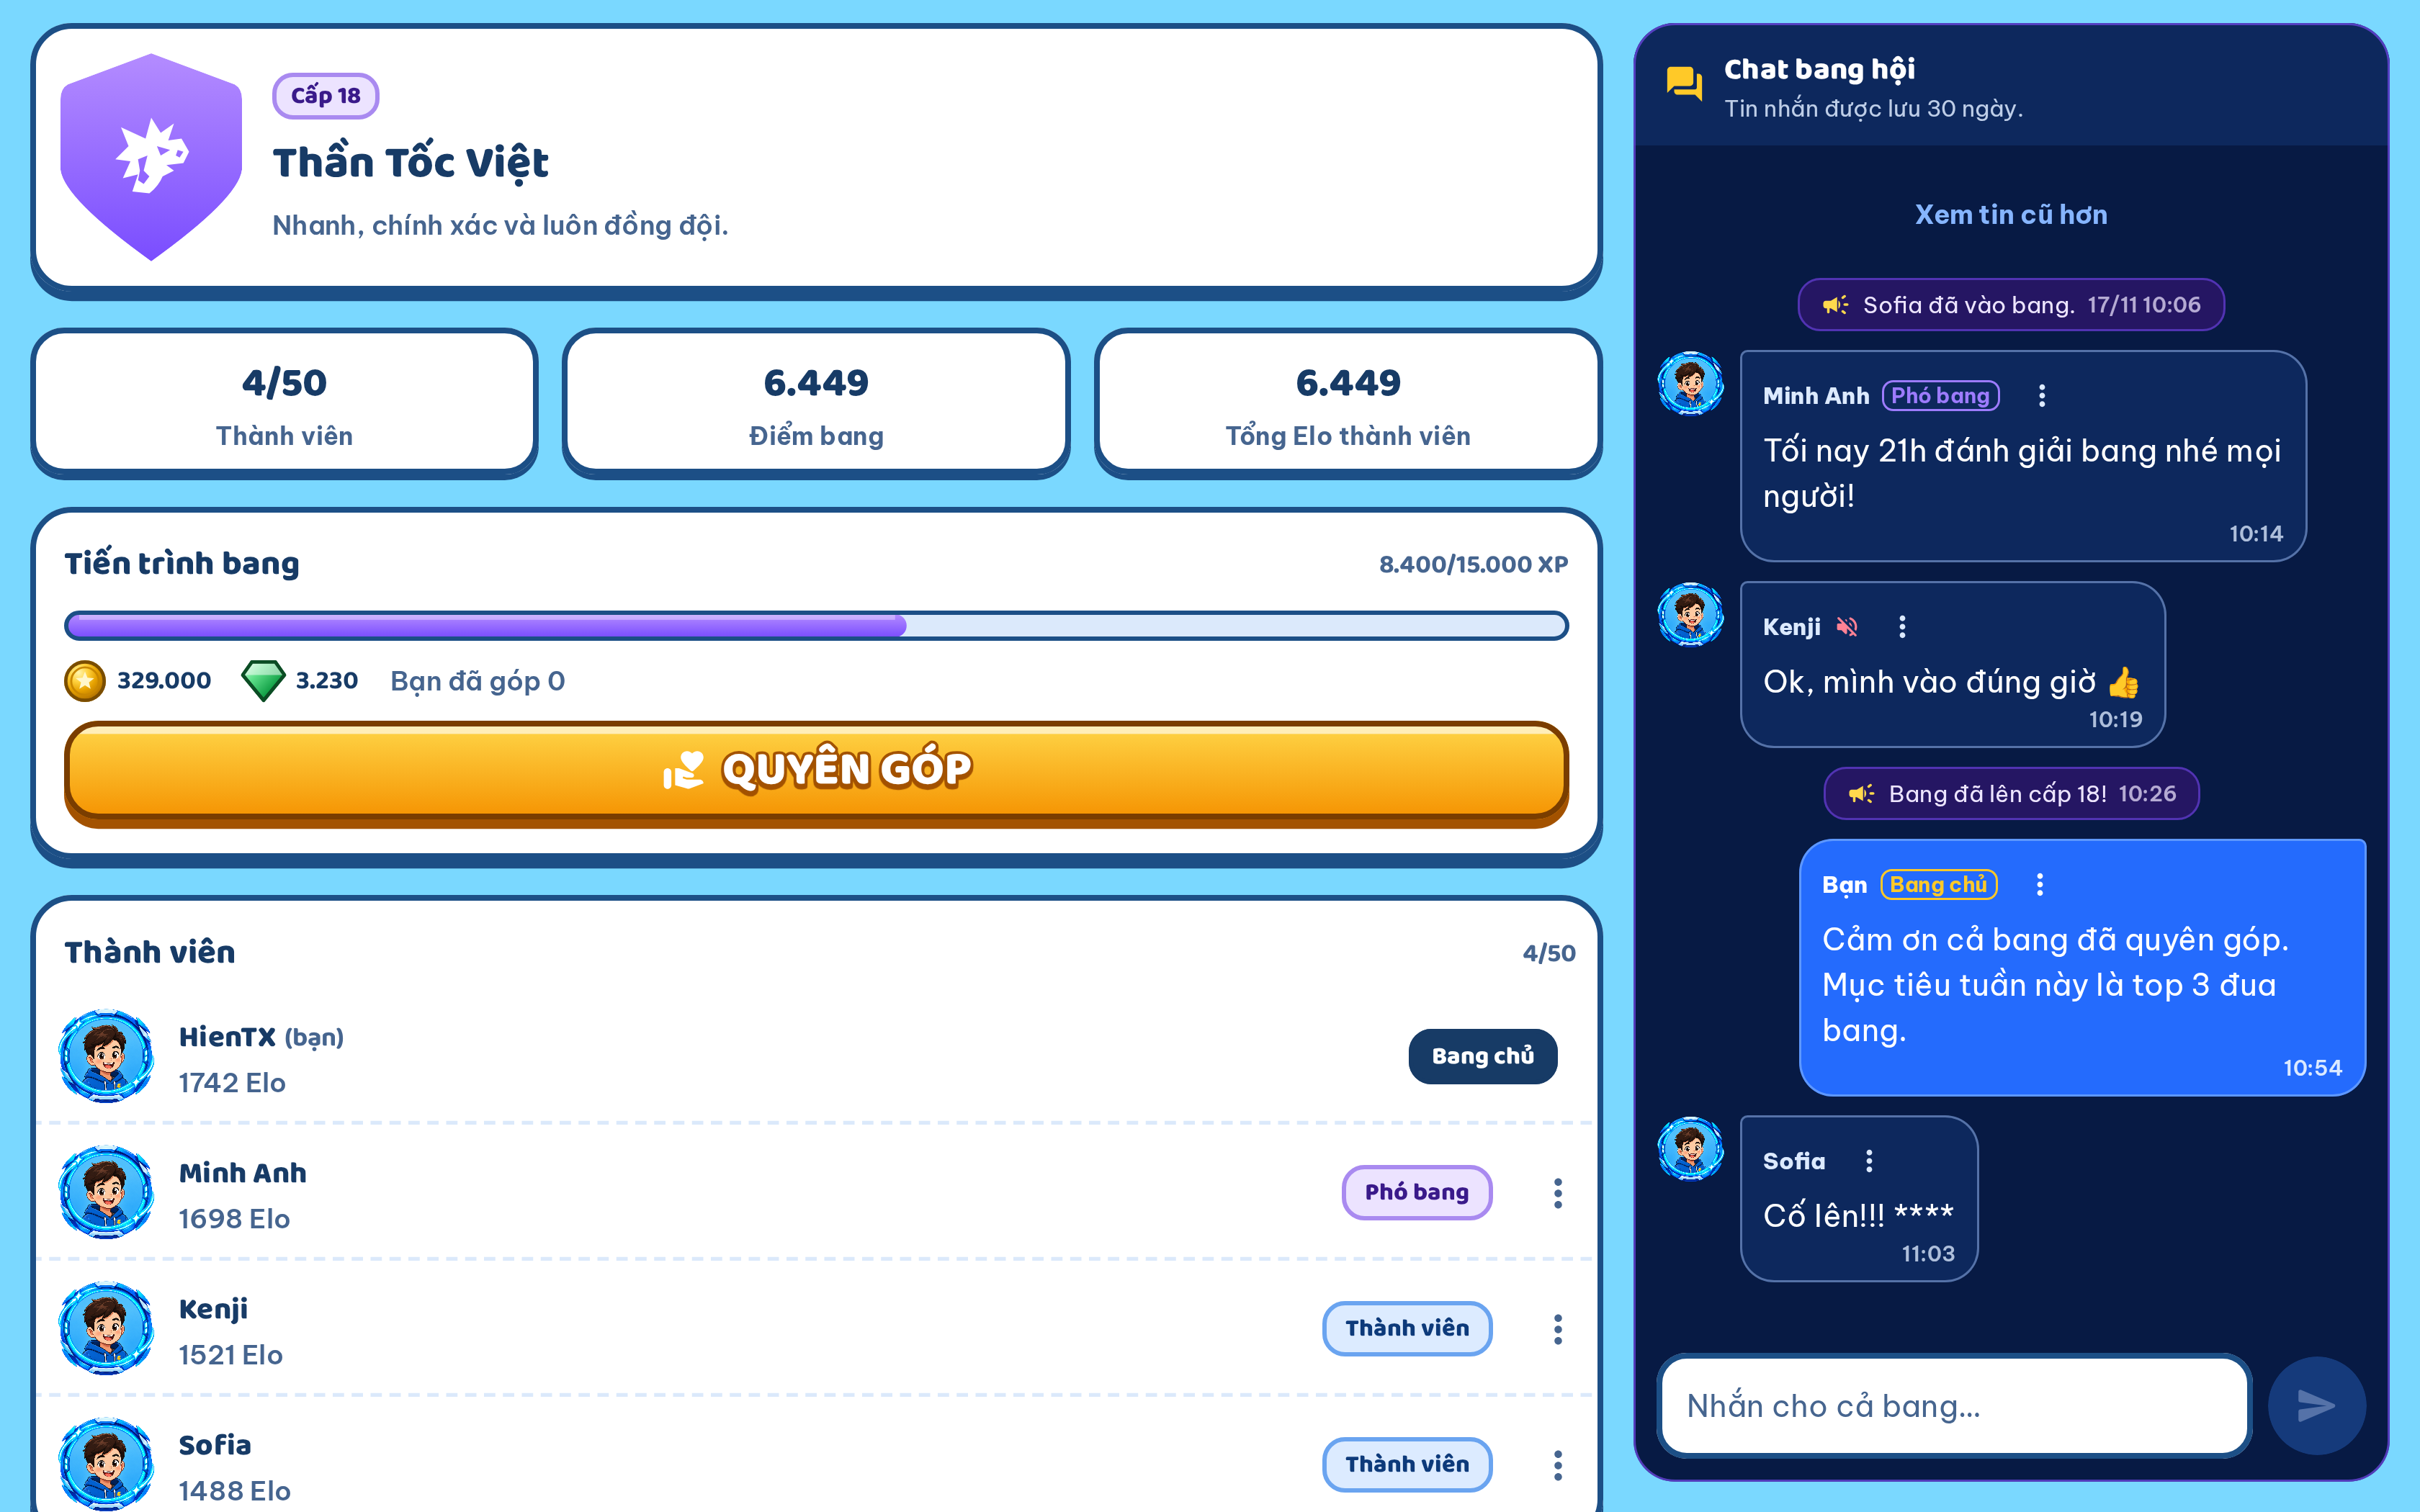 Cấp 18
Thần Tốc Việt
Nhanh, chính xác và luôn đồng đội.
4/50
Thành viên
6.449
Điểm bang
6.449
Tổng Elo thành viên
Tiến trình bang
8.400/15.000 XP
329.000
3.230
Bạn đã góp 0
QUYÊN GÓP
Thành viên
4/50
HienTX (bạn)
1742 Elo
Bang chủ
Minh Anh
1698 Elo
Phó bang
Kenji
1521 Elo
Thành viên
Sofia
1488 Elo
Thành viên
Chat bang hội
Tin nhắn được lưu 30 ngày.
Xem tin cũ hơn
Sofia đã vào bang. 17/11 10:06
Minh Anh Phó bang
Tối nay 21h đánh giải bang nhé mọi
người!
10:14
Kenji
Ok, mình vào đúng giờ 👍
10:19
Bang đã lên cấp 18! 10:26
Bạn Bang chủ
Cảm ơn cả bang đã quyên góp.
Mục tiêu tuần này là top 3 đua
bang.
10:54
Sofia
Cố lên!!! ****
11:03
Nhắn cho cả bang...